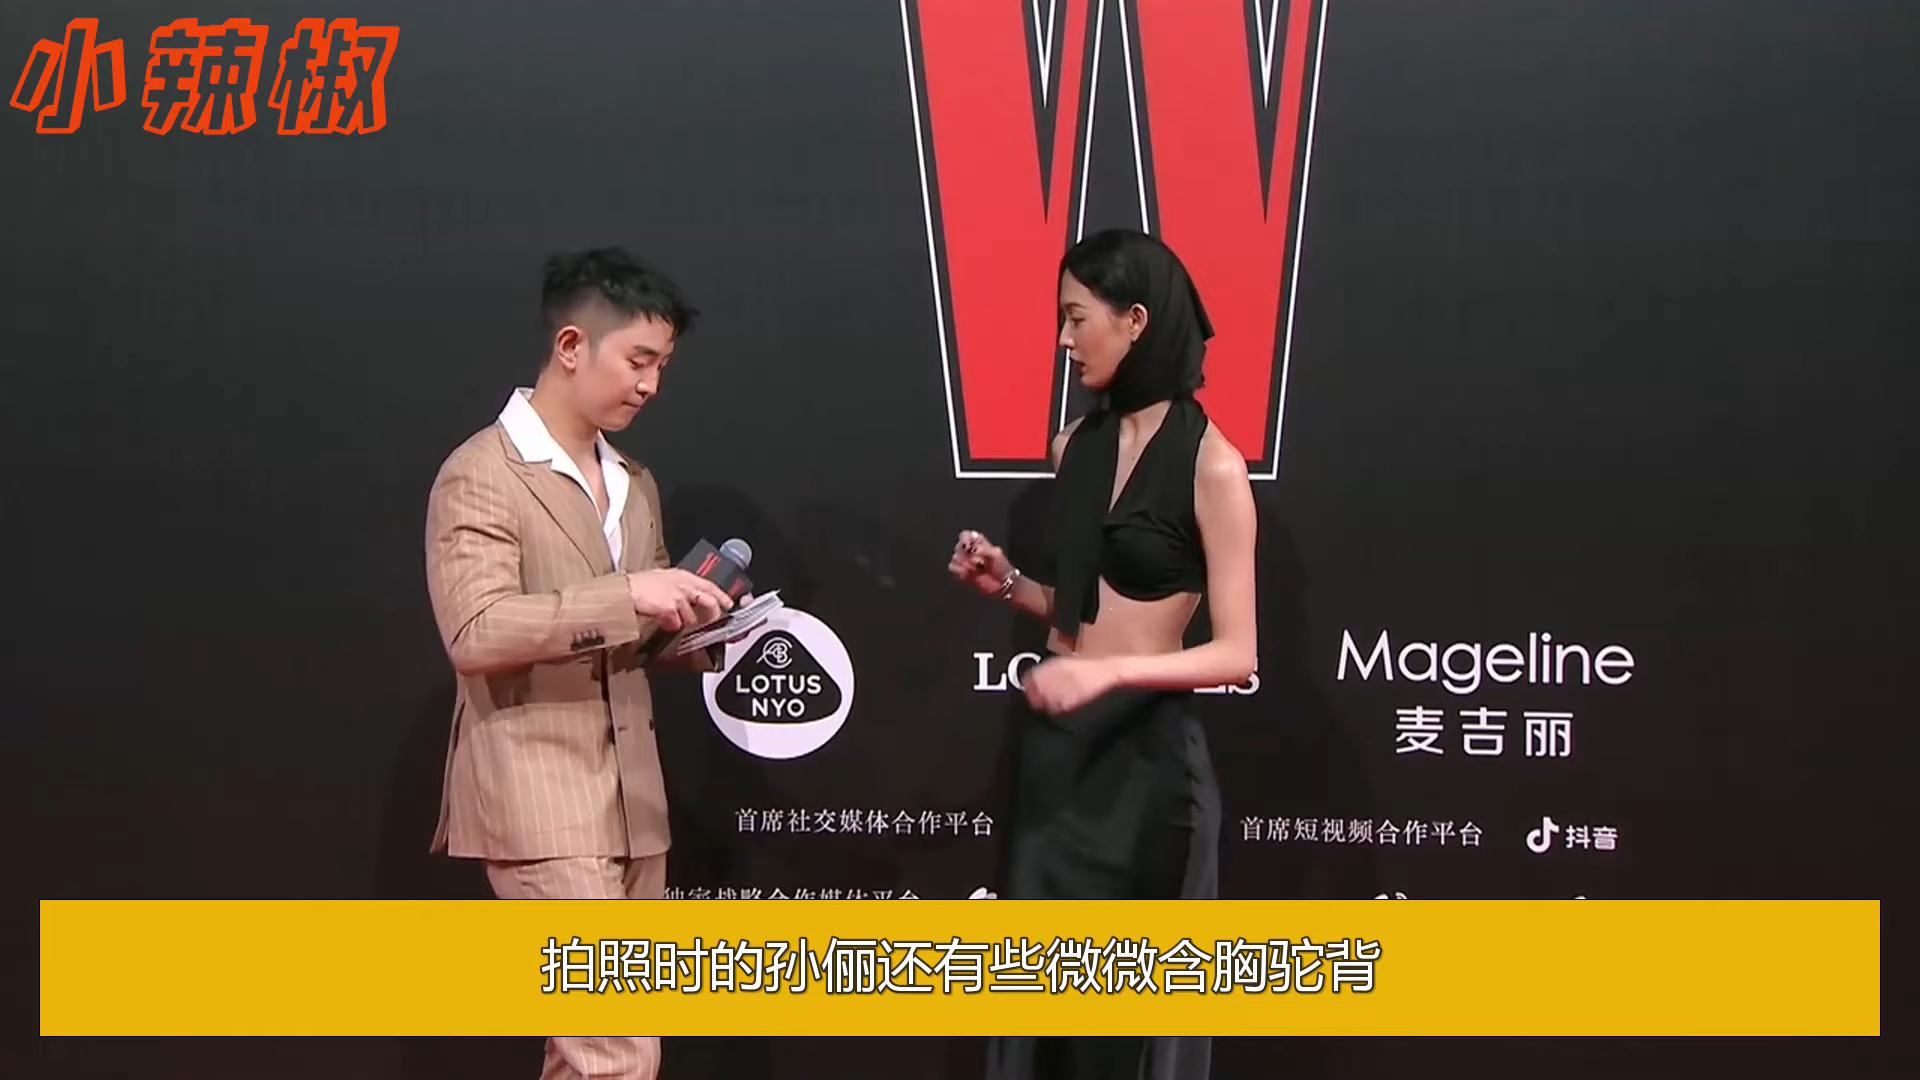 小辣椒
W
LOTUS
NYO
Mageline
麦吉丽
首席社交媒体合作平台
首席短视频合作平台
抖音
拍照时的孙俪还有些微微含胸驼背